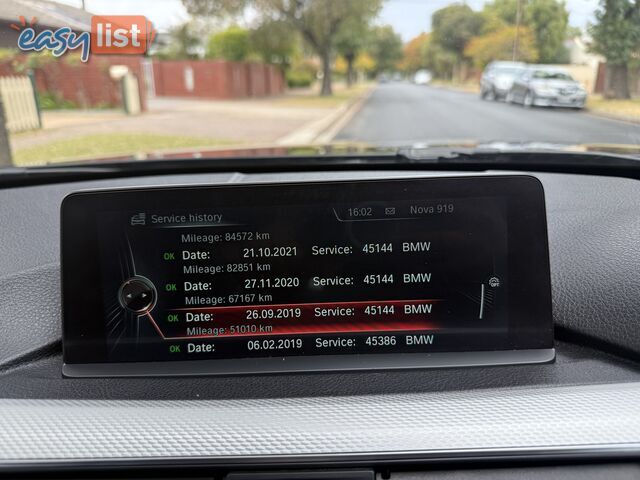 easylist
Service history
16:02
Nova 919
Mileage: 84572 km
OK Date: 21.10.2021 Service: 45144 BMW
Mileage: 82851 km
OK Date: 27.11.2020 Service: 45144 BMW
Mileage: 67167 km
OK Date: 26.09.2019 Service: 45144 BMW
Mileage: 51010 km
OK Date: 06.02.2019 Service: 45386 BMW
OFF